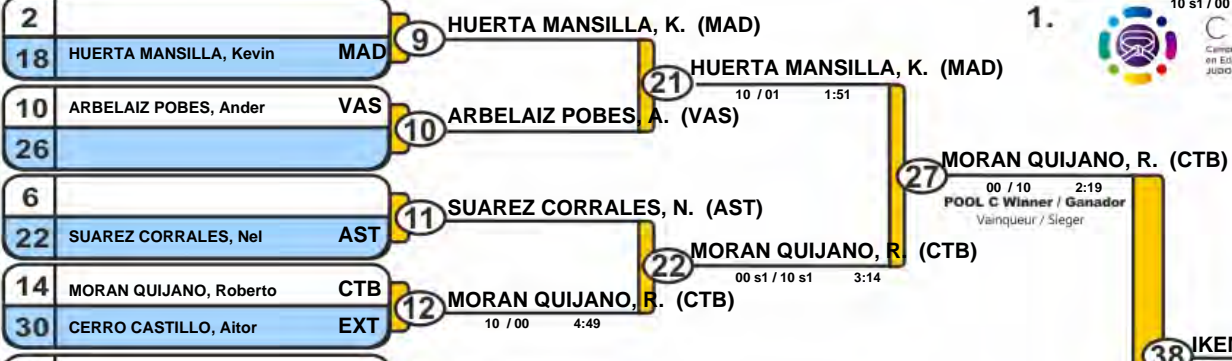 2
18 HUERTA MANSILLA, Kevin MAD
9
HUERTA MANSILLA, K. (MAD)
10 ARBELAIZ POBES, Ander VAS
26
10
ARBELAIZ POBES, A. (VAS)
21
HUERTA MANSILLA, K. (MAD)
10 / 01 1:51
6
22 SUAREZ CORRALES, Nel AST
11
SUAREZ CORRALES, N. (AST)
14 MORAN QUIJANO, Roberto CTB
30 CERRO CASTILLO, Aitor EXT
12
MORAN QUIJANO, R. (CTB)
10 / 00 4:49
22
MORAN QUIJANO, R. (CTB)
00 s1 / 10 s1 3:14
27
MORAN QUIJANO, R. (CTB)
00 / 10 2:19
POOL C Winner / Ganador
Vainqueur / Sieger
1.
10 s1 / 00
C
en Ed
JUDO
38